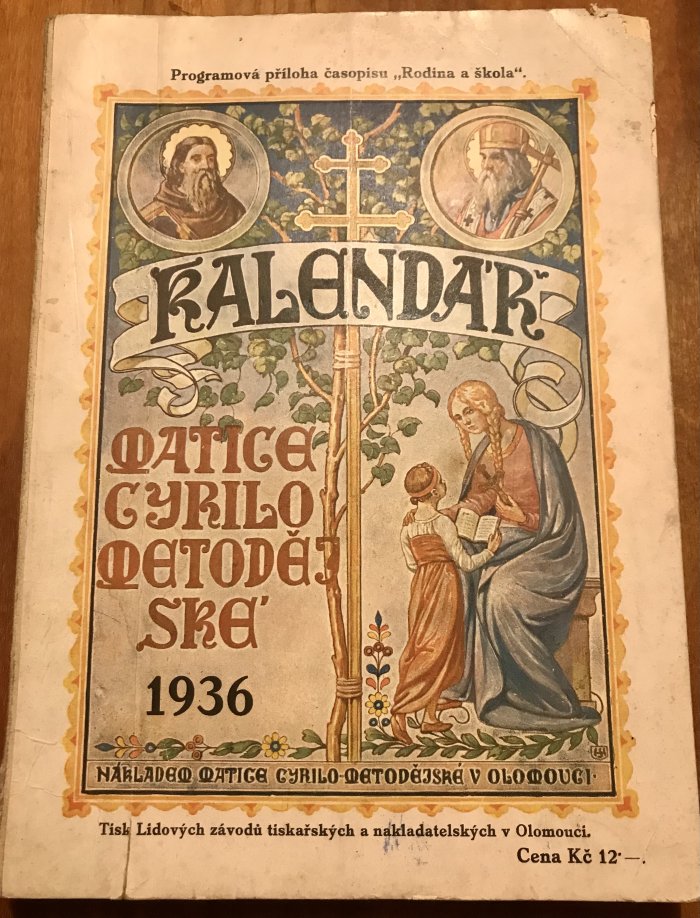 Programová příloha časopisu „Rodina a škola“.
KALENDÁŘ
MATICE
CYRILO
METODĚJ
SKÉ
1936
NÁKLADEM MATICE CYRILO-METODĚJSKÉ V OLOMOUCI·
Tisk Lidových závodů tiskařských a nakladatelských v Olomouci.
Cena Kč 12·—.